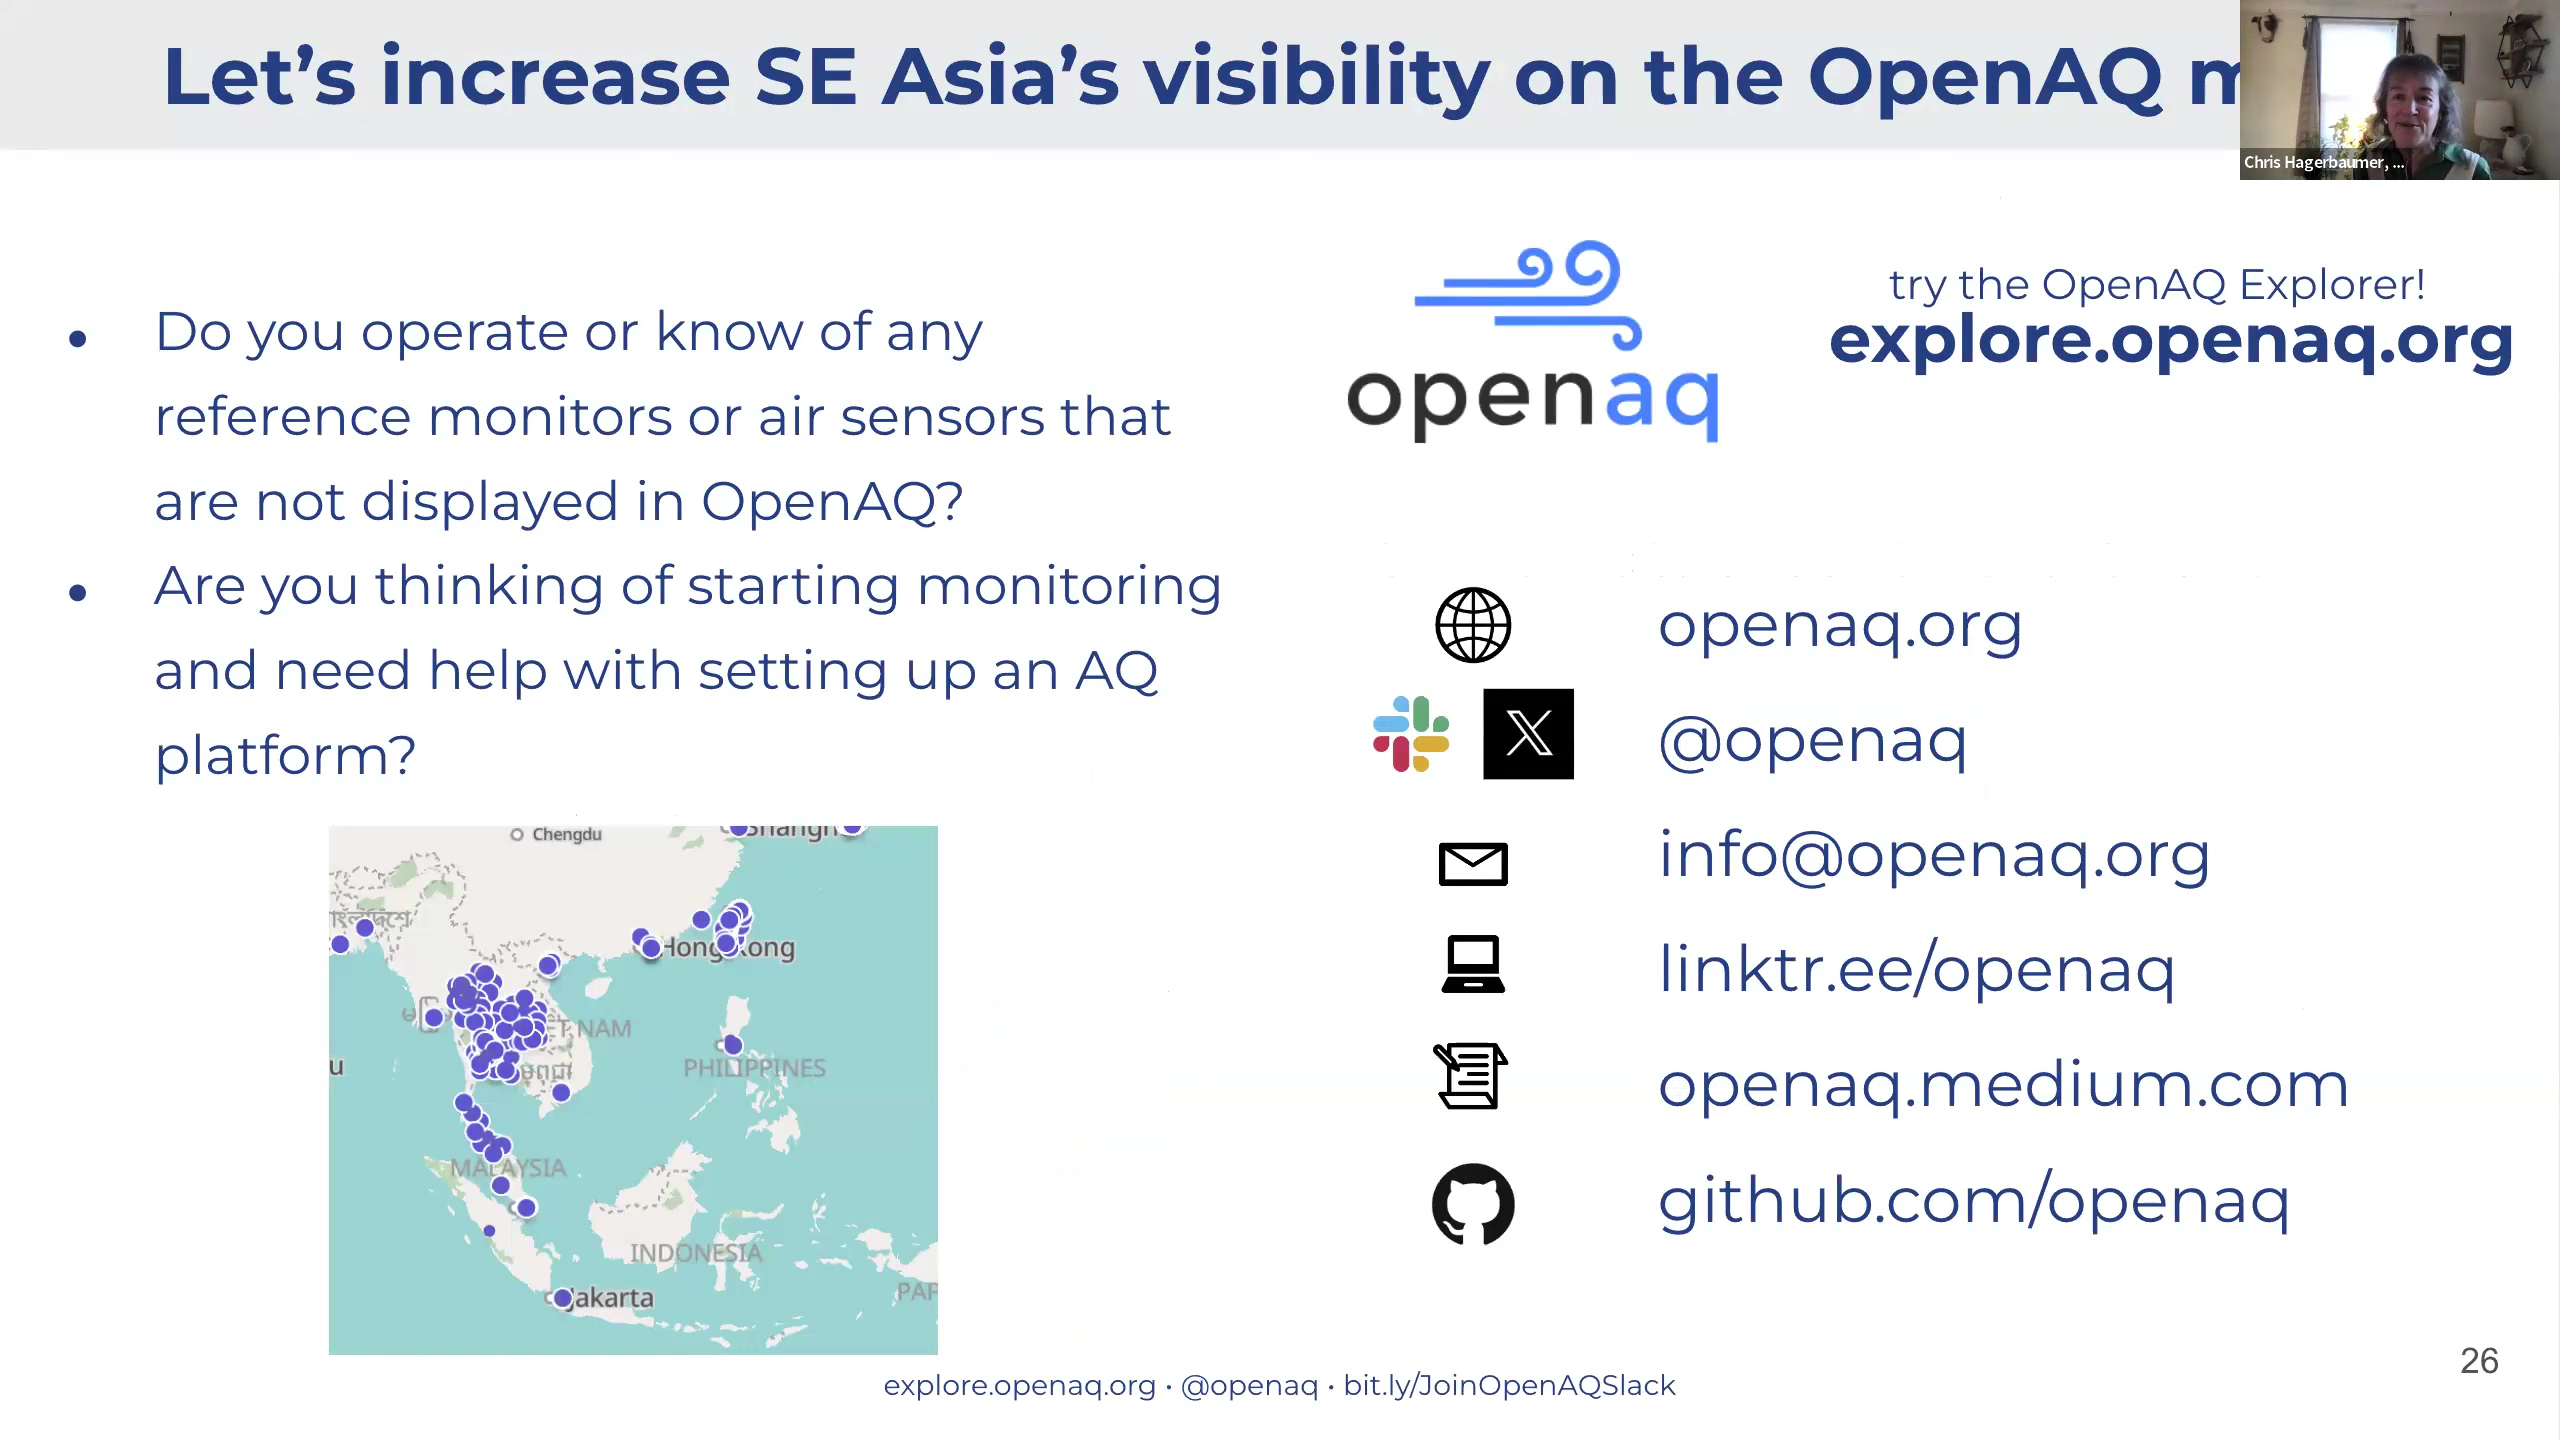 Let’s increase SE Asia’s visibility on the OpenAQ m
Chris Hagerbaumer, ...
• Do you operate or know of any
reference monitors or air sensors that
are not displayed in OpenAQ?
• Are you thinking of starting monitoring
and need help with setting up an AQ
platform?
openaq
try the OpenAQ Explorer!
explore.openaq.org
openaq.org
@openaq
info@openaq.org
linktr.ee/openaq
openaq.medium.com
github.com/openaq
Chengdu
Shangh
Hong Kong
PHILIPPINES
MALAYSIA
INDONESIA
Jakarta
PAP
explore.openaq.org • @openaq • bit.ly/JoinOpenAQSlack
26